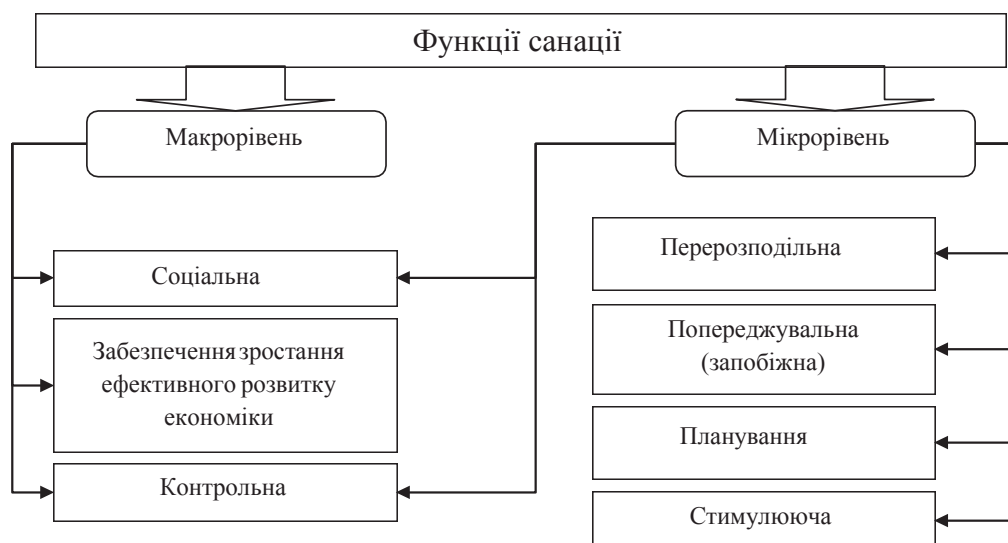 Функції санації
Макрорівень
Мікрорівень
Соціальна
Забезпечення зростання
ефективного розвитку
економіки
Контрольна
Перерозподільна
Попереджувальна
(запобіжна)
Планування
Стимулююча